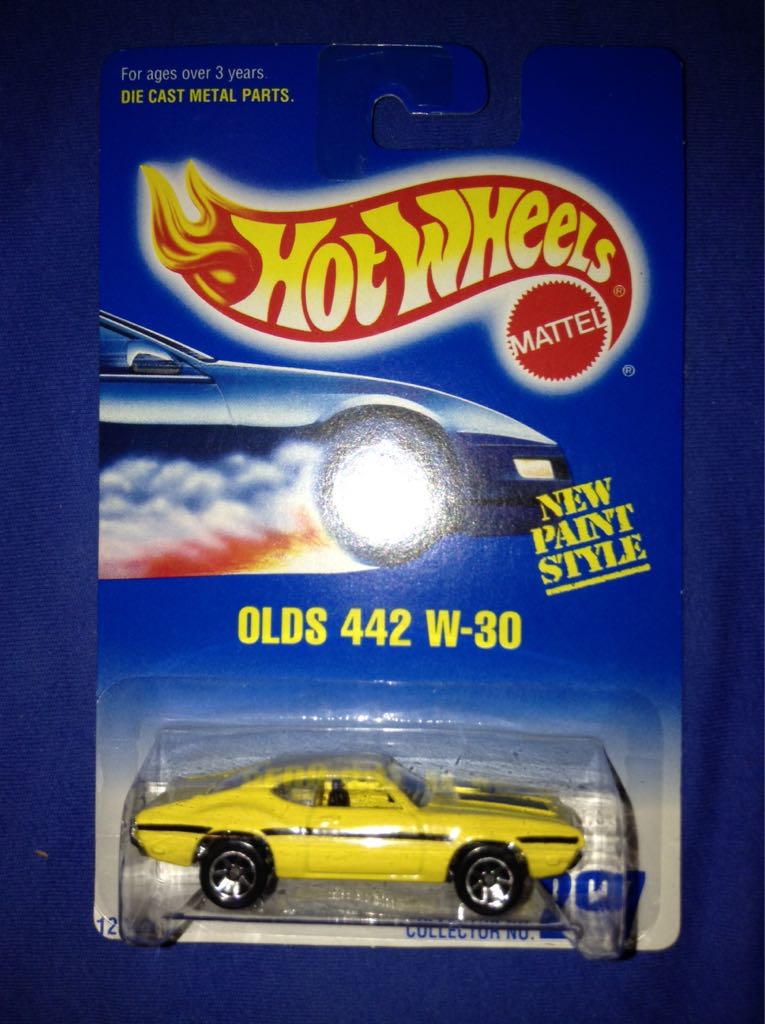 For ages over 3 years.
DIE CAST METAL PARTS.
HOT WHEELS ®
MATTEL ®
NEW
PAINT
STYLE
OLDS 442 W-30
12
COLLECTOR NO.